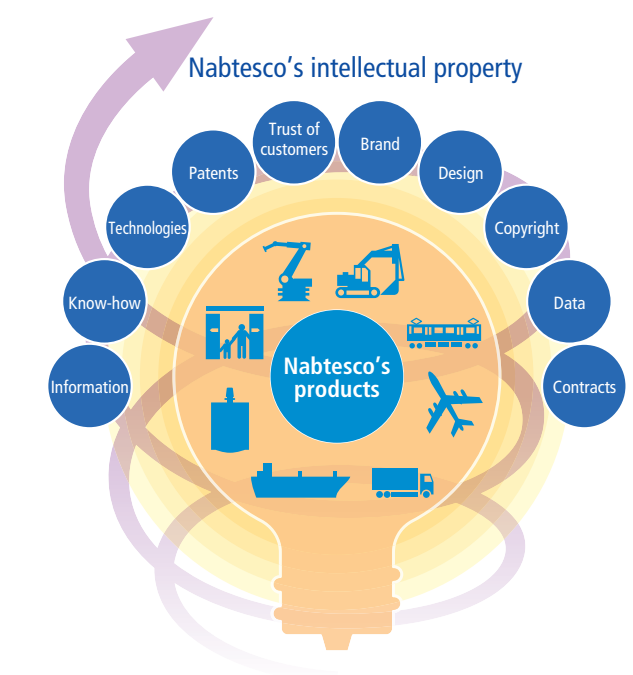 Nabtesco’s intellectual property
Trust of
customers
Brand
Patents
Design
Technologies
Copyright
Know-how
Data
Information
Contracts
Nabtesco’s
products